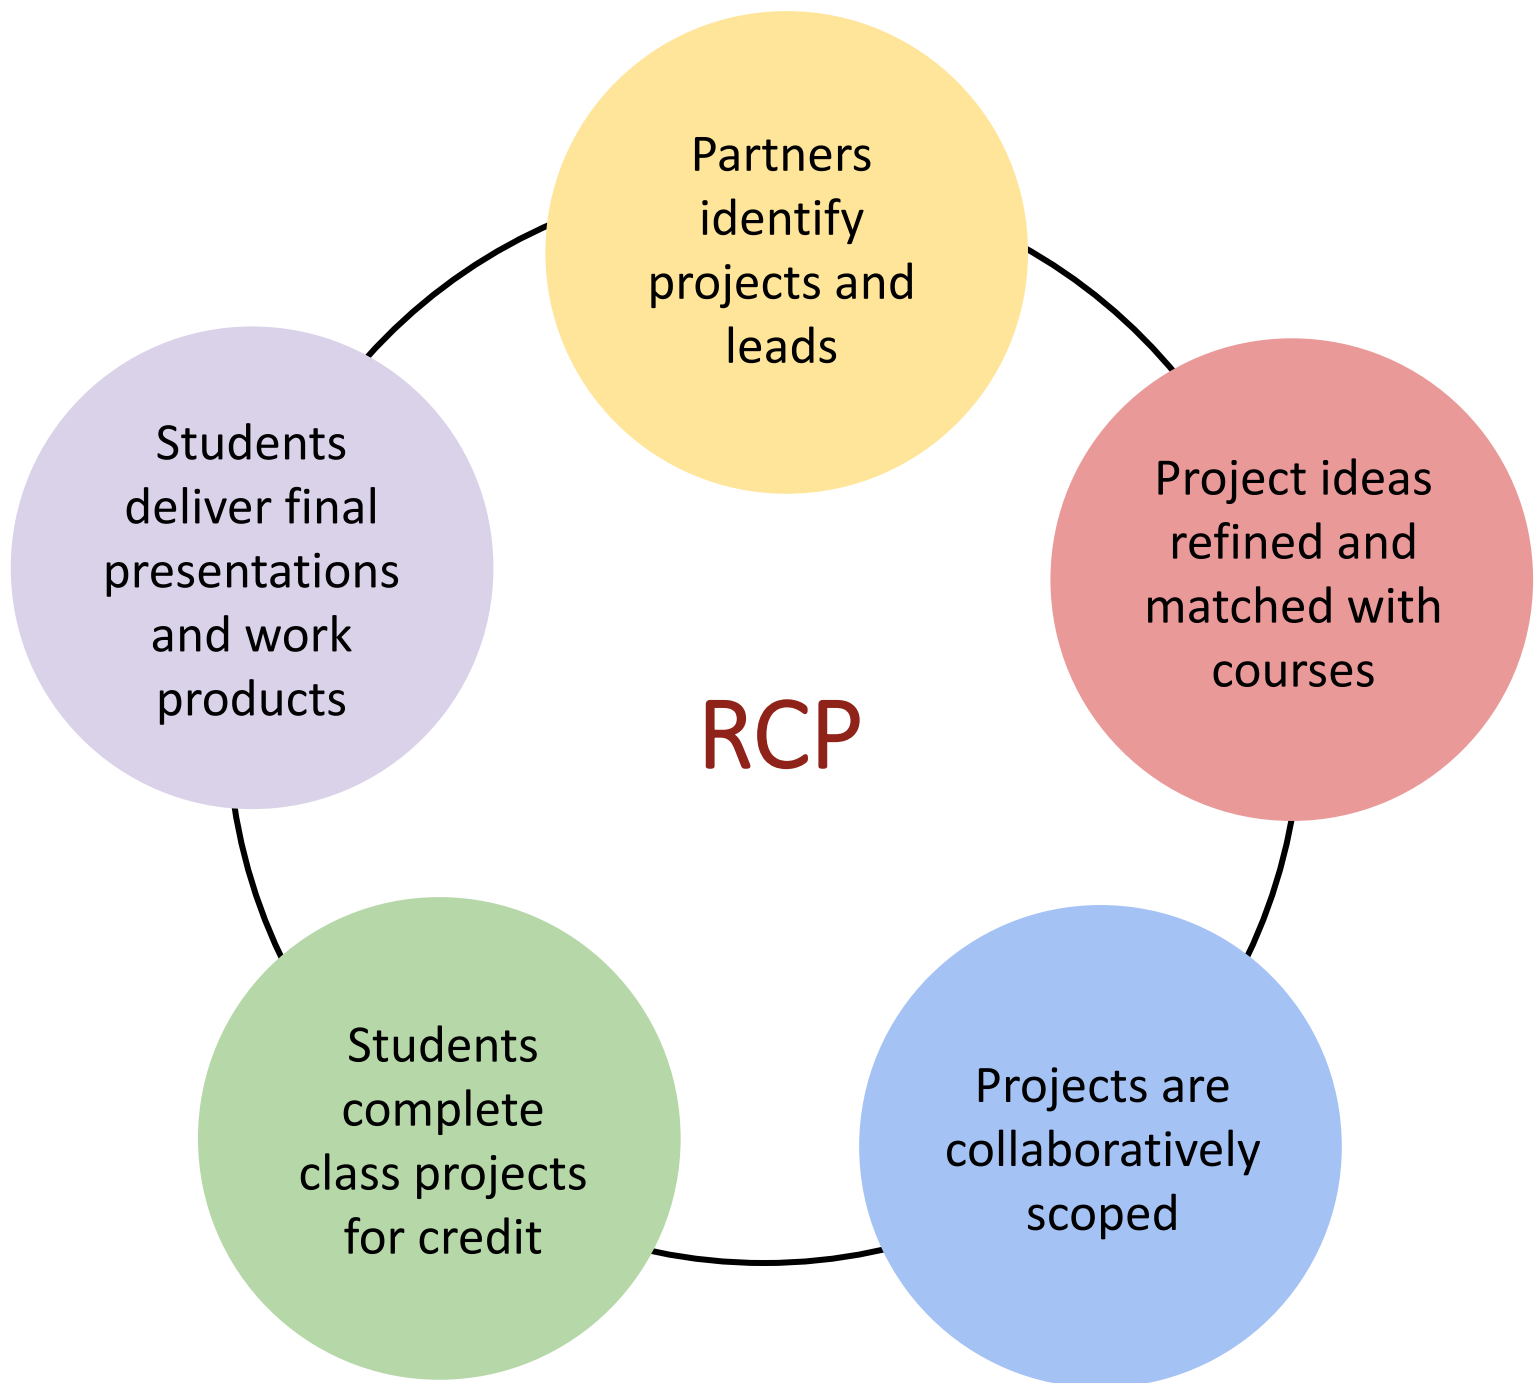 Partners
identify
projects and
leads
Project ideas
refined and
matched with
courses
Projects are
collaboratively
scoped
Students
complete
class projects
for credit
Students
deliver final
presentations
and work
products
RCP